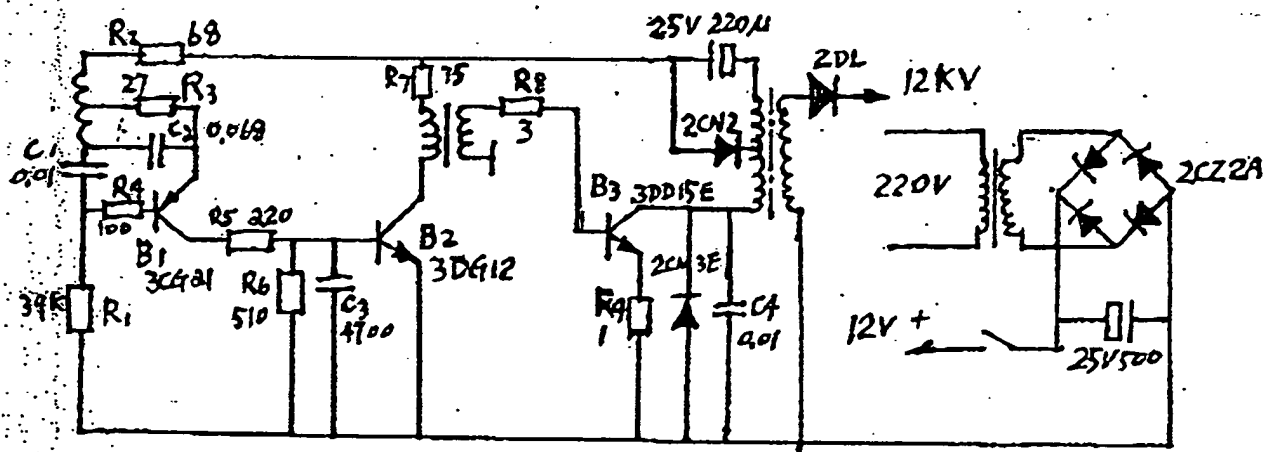 R2 68
25V 220μ
2DL
12KV
27 R3
R7 75
R8
3
C2 0.068
2CN2
C1
0.01
R4
100
B3
3DD15E
220V
2CZ2A
R5 220
B1
3CG21
B2
3DG12
2CN3E
39K R1
R6
510
C3
4700
R9
1
C4
0.01
12V +
25V500